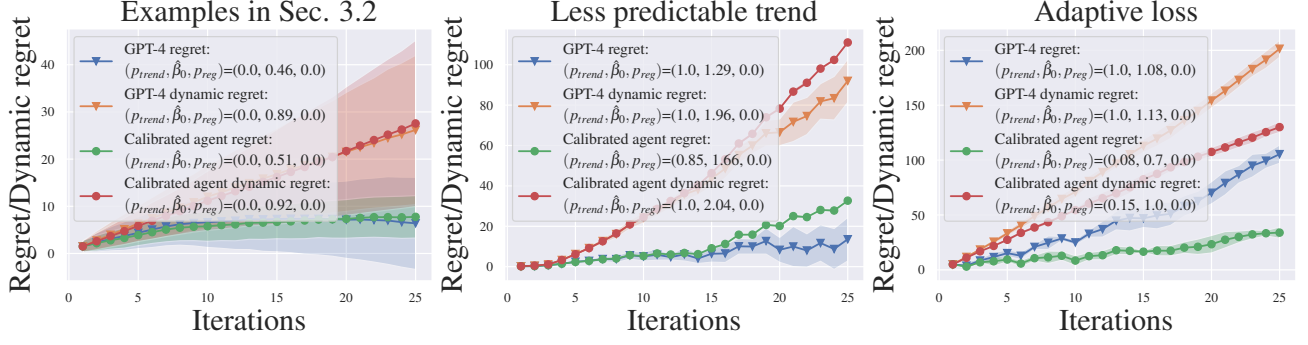 Examples in Sec. 3.2
Regret/Dynamic regret
40
30
20
10
0
GPT-4 regret:
(p_trend, β̂_0, p_reg)=(0.0, 0.46, 0.0)
GPT-4 dynamic regret:
(p_trend, β̂_0, p_reg)=(0.0, 0.89, 0.0)
Calibrated agent regret:
(p_trend, β̂_0, p_reg)=(0.0, 0.51, 0.0)
Calibrated agent dynamic regret:
(p_trend, β̂_0, p_reg)=(0.0, 0.92, 0.0)
0 5 10 15 20 25
Iterations
Less predictable trend
Regret/Dynamic regret
100
80
60
40
20
0
GPT-4 regret:
(p_trend, β̂_0, p_reg)=(1.0, 1.29, 0.0)
GPT-4 dynamic regret:
(p_trend, β̂_0, p_reg)=(1.0, 1.96, 0.0)
Calibrated agent regret:
(p_trend, β̂_0, p_reg)=(0.85, 1.66, 0.0)
Calibrated agent dynamic regret:
(p_trend, β̂_0, p_reg)=(1.0, 2.04, 0.0)
0 5 10 15 20 25
Iterations
Adaptive loss
Regret/Dynamic regret
200
150
100
50
0
GPT-4 regret:
(p_trend, β̂_0, p_reg)=(1.0, 1.08, 0.0)
GPT-4 dynamic regret:
(p_trend, β̂_0, p_reg)=(1.0, 1.13, 0.0)
Calibrated agent regret:
(p_trend, β̂_0, p_reg)=(0.08, 0.7, 0.0)
Calibrated agent dynamic regret:
(p_trend, β̂_0, p_reg)=(0.15, 1.0, 0.0)
0 5 10 15 20 25
Iterations